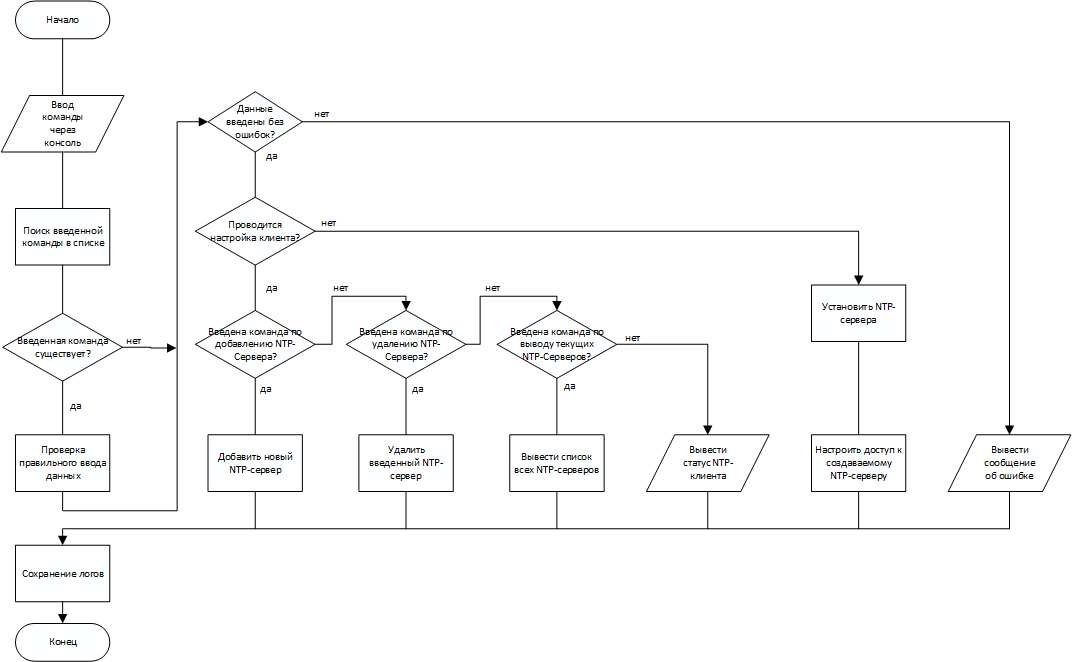 Начало
Ввод
команды
через
консоль
Поиск введенной
команды в списке
Введенная команда
существует?
нет
да
Проверка
правильного ввода
данных
Данные
введены без
ошибок?
нет
да
Проводится
настройка клиента?
нет
да
Введена команда по
добавлению NTP-
Сервера?
нет
да
Введена команда по
удалению NTP-
Сервера?
нет
да
Введена команда по
выводу текущих
NTP-Серверов?
нет
да
Установить NTP-
сервера
Добавить новый
NTP-сервер
Удалить
введенный NTP-
сервер
Вывести список
всех NTP-серверов
Вывести
статус NTP-
клиента
Настроить доступ к
создаваемому
NTP-серверу
Вывести
сообщение
об ошибке
Сохранение логов
Конец